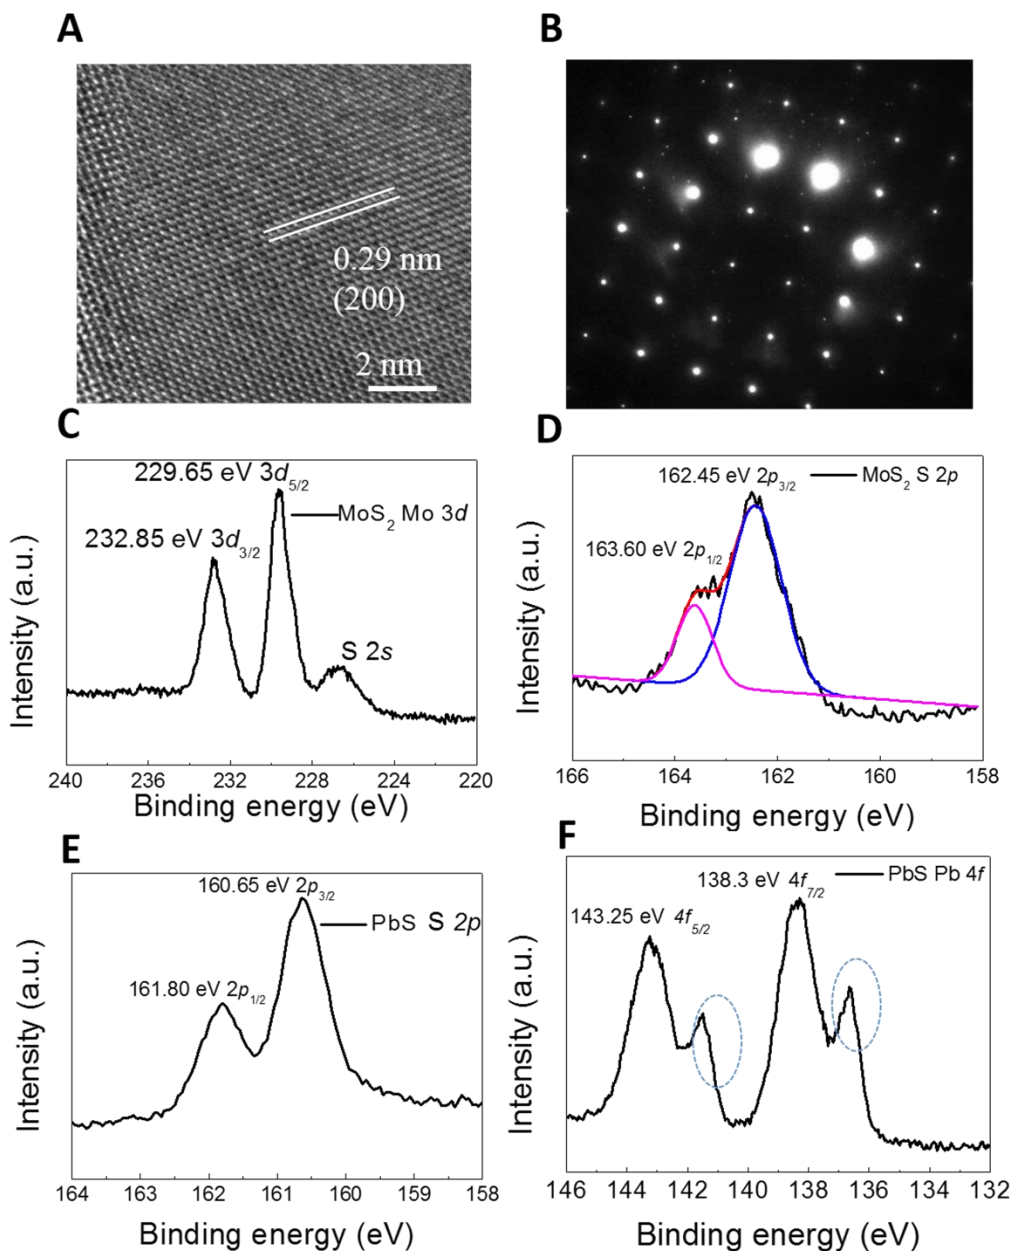 A
B
0.29 nm
(200)
2 nm
C
D
229.65 eV 3d5/2
MoS2 Mo 3d
232.85 eV 3d3/2
S 2s
Intensity (a.u.)
240 236 232 228 224 220
Binding energy (eV)
162.45 eV 2p3/2
MoS2 S 2p
163.60 eV 2p1/2
Intensity (a.u.)
166 164 162 160 158
Binding energy (eV)
E
F
160.65 eV 2p3/2
PbS S 2p
161.80 eV 2p1/2
Intensity (a.u.)
164 163 162 161 160 159 158
Binding energy (eV)
138.3 eV 4f7/2
PbS Pb 4f
143.25 eV 4f5/2
Intensity (a.u.)
146 144 142 140 138 136 134 132
Binding energy (eV)